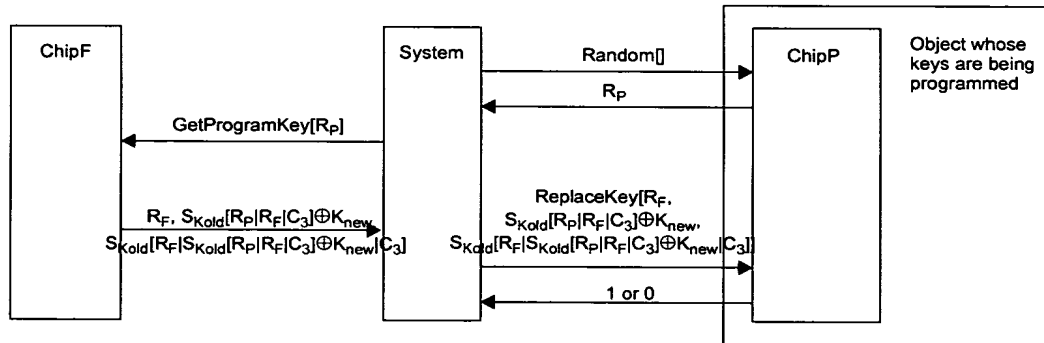 ChipF
System
ChipP
Object whose
keys are being
programmed
Random[]
R_P
GetProgramKey[R_P]
R_F, S_Kold[R_P|R_F|C_3]⊕K_new
S_Kold[R_F|S_Kold[R_P|R_F|C_3]⊕K_new|C_3]
ReplaceKey[R_F,
S_Kold[R_P|R_F|C_3]⊕K_new,
S_Kold[R_F|S_Kold[R_P|R_F|C_3]⊕K_new|C_3]]
1 or 0